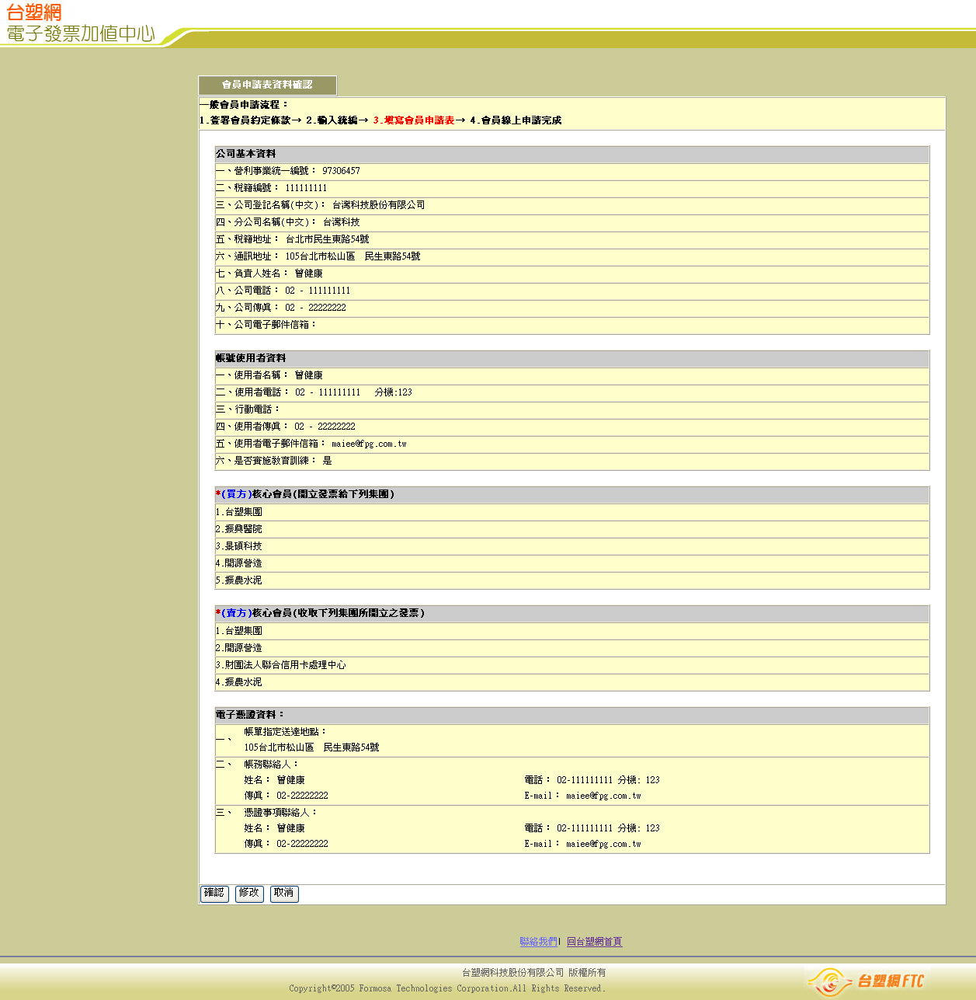 台塑網
電子發票加值中心
會員申請表資料確認
一般會員申請流程：
1.簽署會員約定條款→ 2.輸入統編→ 3.填寫會員申請表→ 4.會員線上申請完成
公司基本資料
一、營利事業統一編號： 97306457
二、稅籍編號： 111111111
三、公司登記名稱(中文)： 台灣科技股份有限公司
四、分公司名稱(中文)： 台灣科技
五、稅籍地址： 台北市民生東路54號
六、通訊地址： 105台北市松山區　民生東路54號
七、負責人姓名： 曾健康
八、公司電話： 02 - 111111111
九、公司傳真： 02 - 22222222
十、公司電子郵件信箱：
帳號使用者資料
一、使用者名稱： 曾健康
二、使用者電話： 02 - 111111111 分機:123
三、行動電話：
四、使用者傳真： 02 - 22222222
五、使用者電子郵件信箱： maiee@fpg.com.tw
六、是否實施教育訓練： 是
*(買方)核心會員(開立發票給下列集團)
1.台塑集團
2.振興醫院
3.景碩科技
4.開源營造
5.振農水泥
*(賣方)核心會員(收取下列集團所開立之發票)
1.台塑集團
2.開源營造
3.財團法人聯合信用卡處理中心
4.振農水泥
電子憑證資料：
一、 帳單指定送達地點：
105台北市松山區　民生東路54號
二、 帳務聯絡人：
姓名： 曾健康 電話： 02-111111111 分機: 123
傳真： 02-22222222 E-mail： maiee@fpg.com.tw
三、 憑證事項聯絡人：
姓名： 曾健康 電話： 02-111111111 分機: 123
傳真： 02-22222222 E-mail： maiee@fpg.com.tw
確認 修改 取消
聯絡我們| 回台塑網首頁
台塑網科技股份有限公司 版權所有
Copyright©2005 Formosa Technologies Corporation.All Rights Reserved.
台塑網FTC